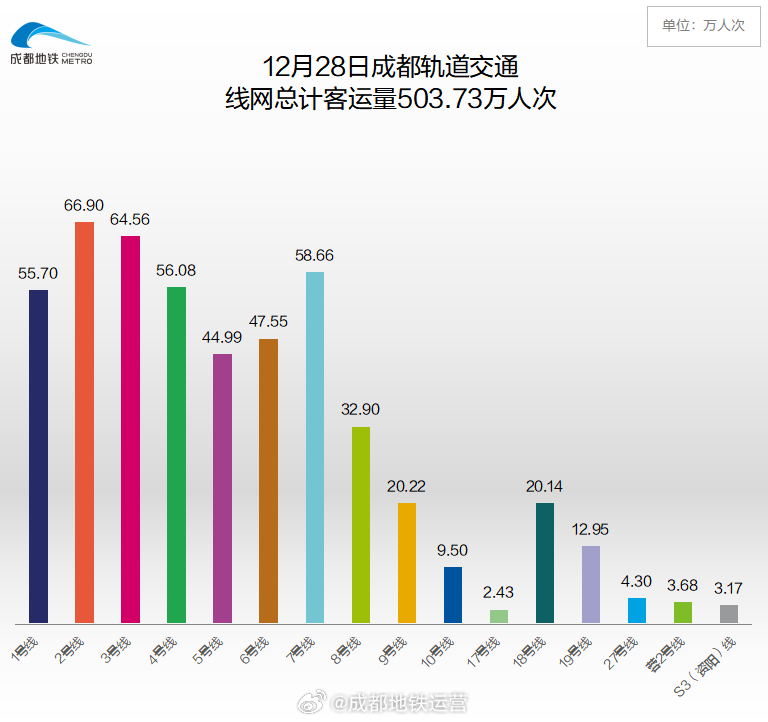 成都地铁 CHENGDU METRO
单位：万人次
12月28日成都轨道交通
线网总计客运量503.73万人次
55.70
66.90
64.56
56.08
44.99
47.55
58.66
32.90
20.22
9.50
2.43
20.14
12.95
4.30
3.68
3.17
1号线
2号线
3号线
4号线
5号线
6号线
7号线
8号线
9号线
10号线
17号线
18号线
19号线
27号线
蓉2号线
S3（资阳）线
@成都地铁运营